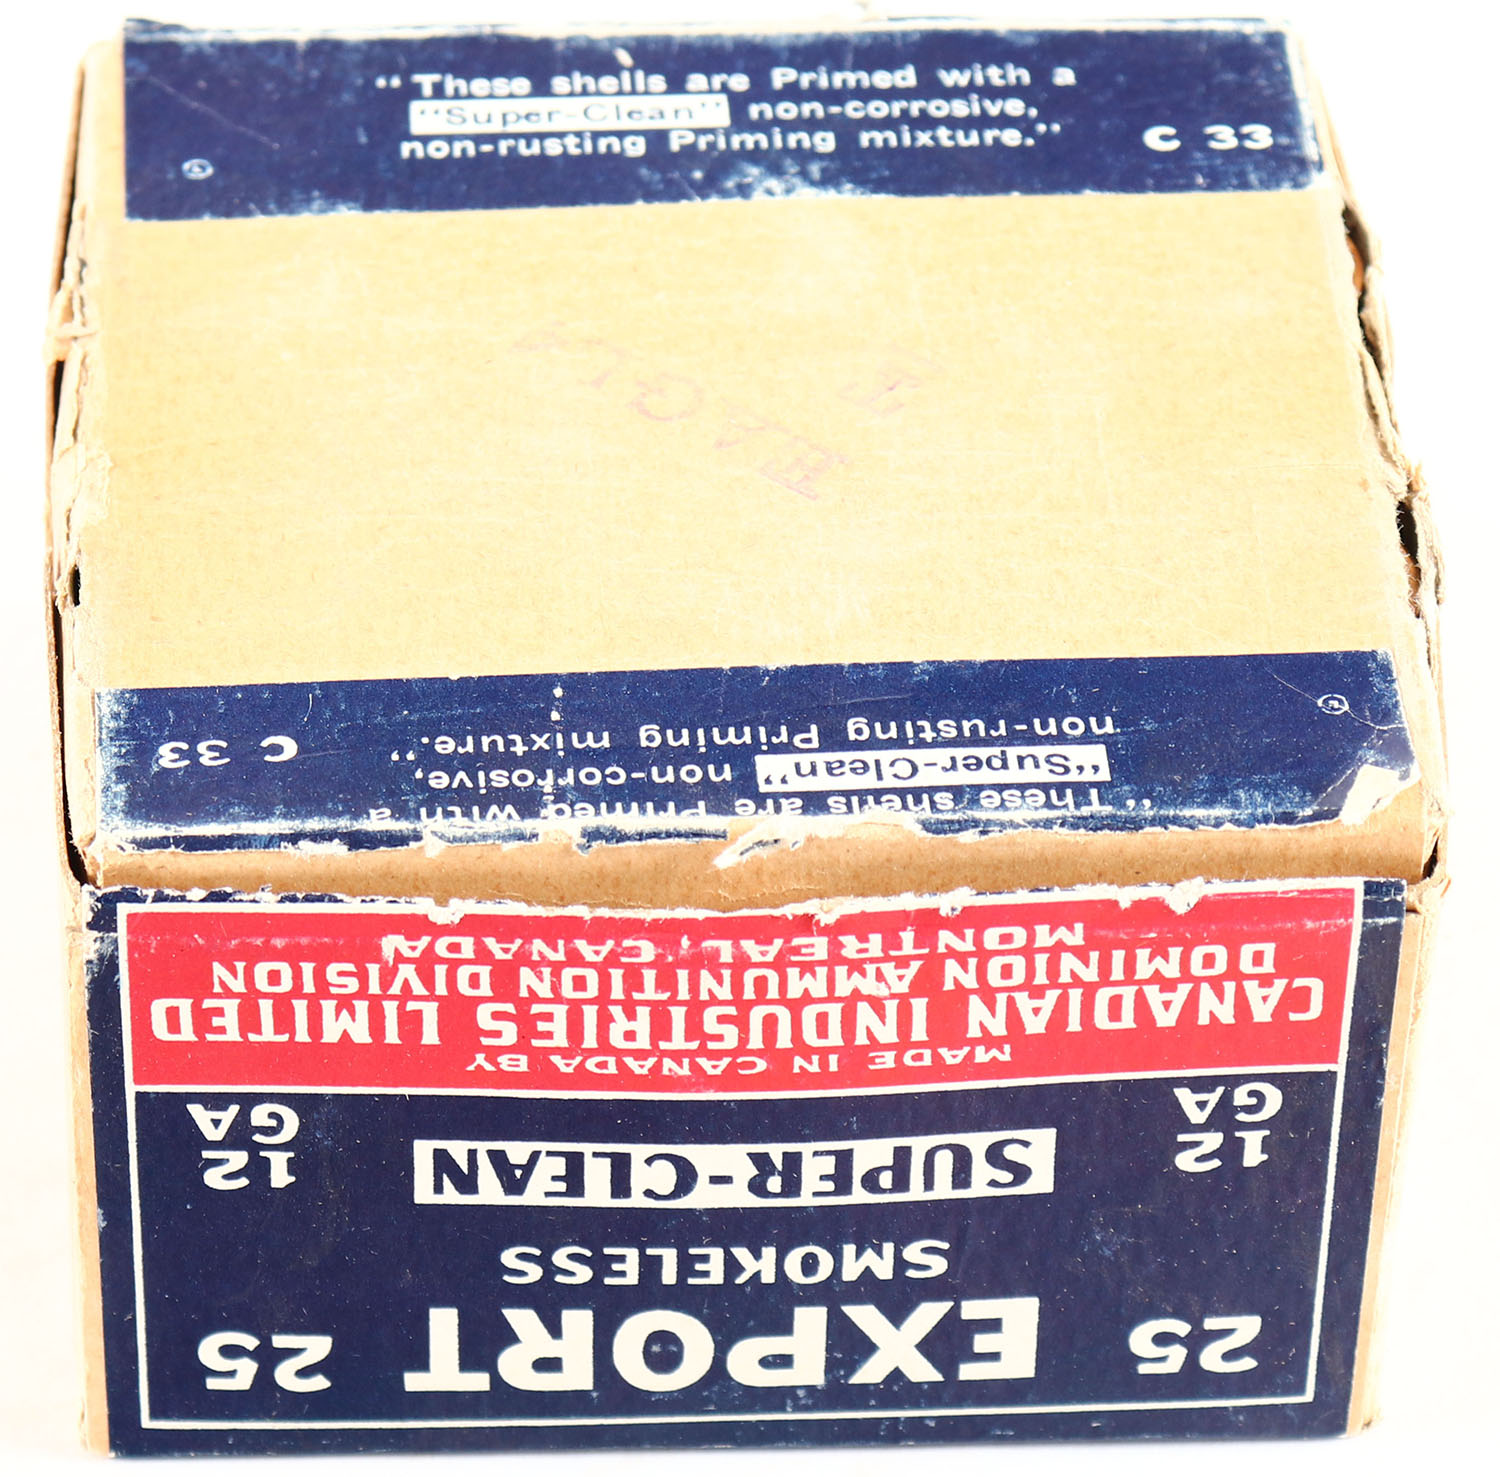 “These shells are Primed with a
“Super-Clean” non-corrosive,
non-rusting Priming mixture.”
C 33
EAGL
T
“These shells are Primed with a
“Super-Clean” non-corrosive,
non-rusting Priming mixture.”
C 33
25 EXPORT 25
SMOKELESS
12 GA SUPER-CLEAN 12 GA
MADE IN CANADA BY
CANADIAN INDUSTRIES LIMITED
DOMINION AMMUNITION DIVISION
MONTREAL, CANADA